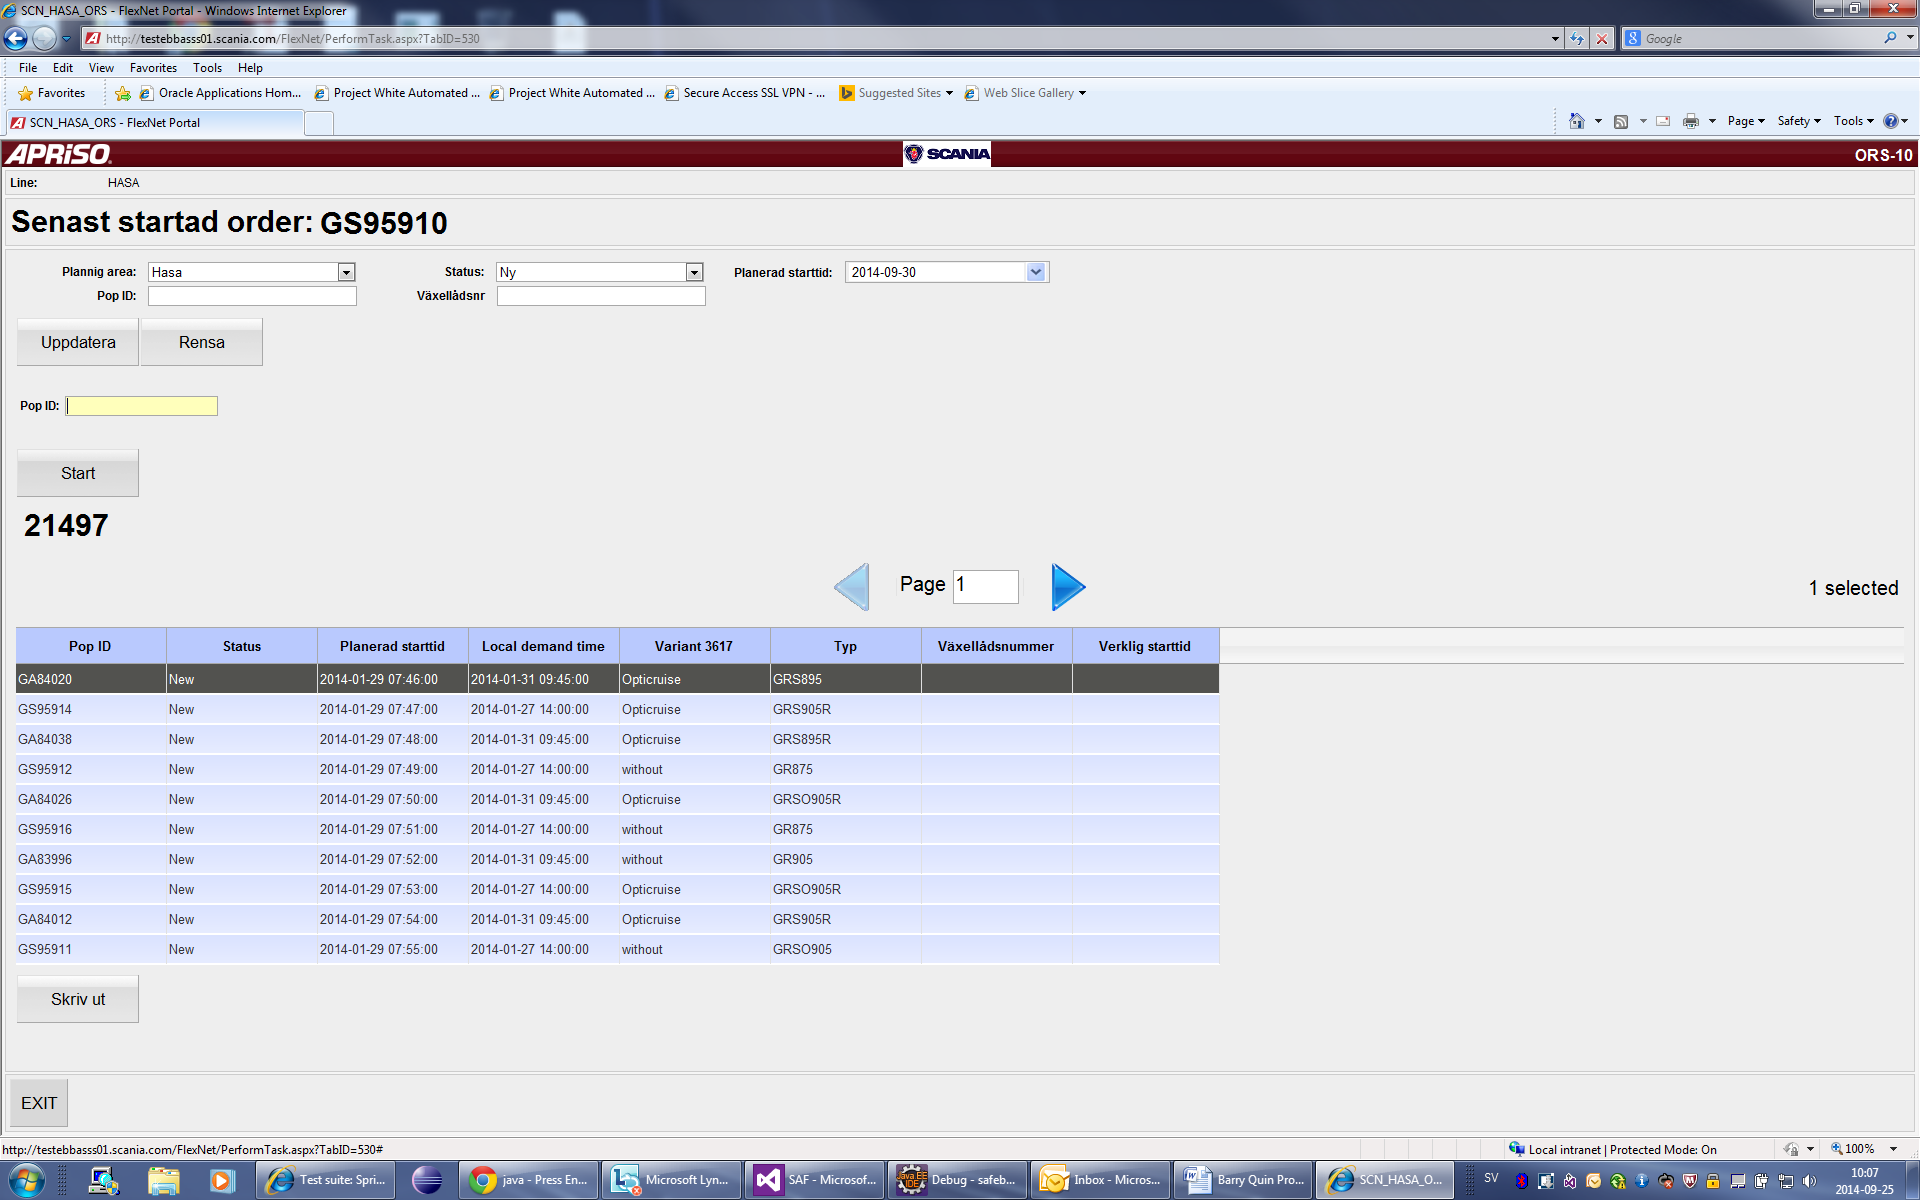 SCN_HASA_ORS - FlexNet Portal - Windows Internet Explorer
http://testebbasss01.scania.com/FlexNet/PerformTask.aspx?TabID=530
Google
File Edit View Favorites Tools Help
Favorites Oracle Applications Hom... Project White Automated ... Project White Automated ... Secure Access SSL VPN - ... Suggested Sites Web Slice Gallery
SCN_HASA_ORS - FlexNet Portal
Page Safety Tools
APRISO SCANIA ORS-10
Line: HASA
Senast startad order: GS95910
Plannig area: Hasa Status: Ny Planerad starttid: 2014-09-30
Pop ID: Växellådsnr
Uppdatera Rensa
Pop ID:
Start
21497
Page 1 1 selected
Pop ID Status Planerad starttid Local demand time Variant 3617 Typ Växellådsnummer Verklig starttid
GA84020 New 2014-01-29 07:46:00 2014-01-31 09:45:00 Opticruise GRS895
GS95914 New 2014-01-29 07:47:00 2014-01-27 14:00:00 Opticruise GRS905R
GA84038 New 2014-01-29 07:48:00 2014-01-31 09:45:00 Opticruise GRS895R
GS95912 New 2014-01-29 07:49:00 2014-01-27 14:00:00 without GR875
GA84026 New 2014-01-29 07:50:00 2014-01-31 09:45:00 Opticruise GRSO905R
GS95916 New 2014-01-29 07:51:00 2014-01-27 14:00:00 without GR875
GA83996 New 2014-01-29 07:52:00 2014-01-31 09:45:00 without GR905
GS95915 New 2014-01-29 07:53:00 2014-01-27 14:00:00 Opticruise GRSO905R
GA84012 New 2014-01-29 07:54:00 2014-01-31 09:45:00 Opticruise GRS905R
GS95911 New 2014-01-29 07:55:00 2014-01-27 14:00:00 without GRSO905
Skriv ut
EXIT
http://testebbasss01.scania.com/FlexNet/PerformTask.aspx?TabID=530#
Local intranet | Protected Mode: On 100%
Test suite: Spri... java - Press En... Microsoft Lyn... SAF - Microsof... Debug - safeb... Inbox - Micros... Barry Quin Pro... SCN_HASA_O... SV 10:07
2014-09-25